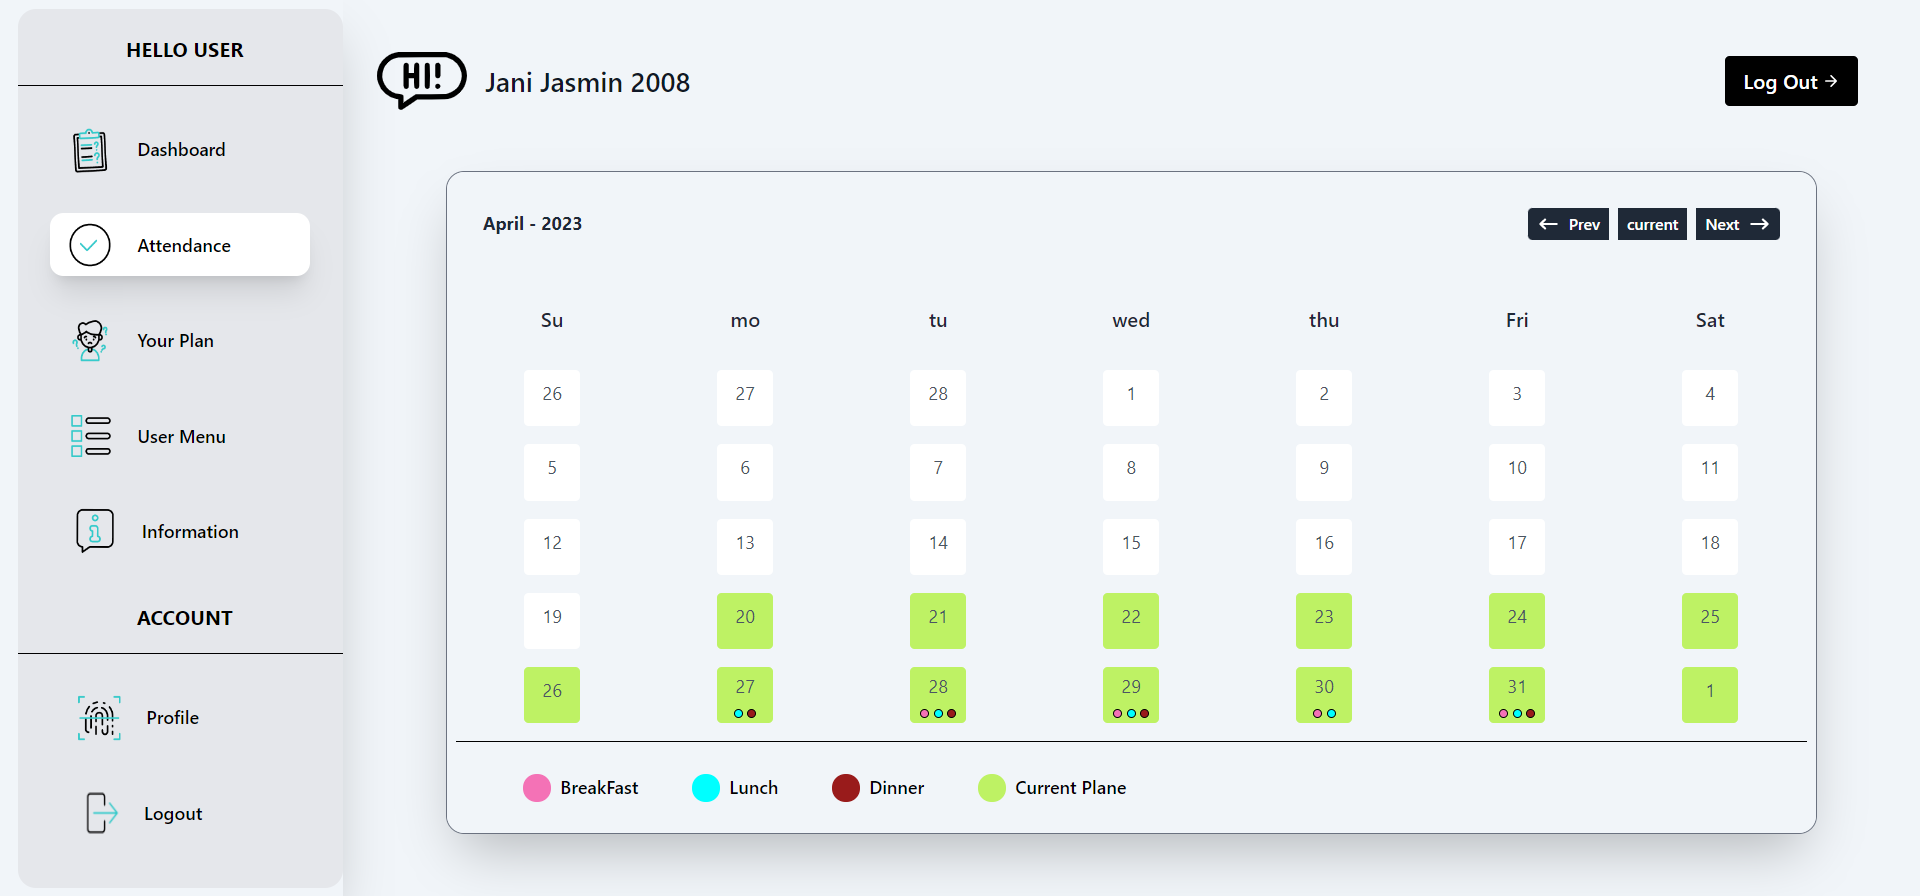 HELLO USER
Dashboard
Attendance
Your Plan
User Menu
Information
ACCOUNT
Profile
Logout
HI!
Jani Jasmin 2008
Log Out
April - 2023
Prev
current
Next
Su mo tu wed thu Fri Sat
26 27 28 1 2 3 4
5 6 7 8 9 10 11
12 13 14 15 16 17 18
19 20 21 22 23 24 25
26 27 28 29 30 31 1
BreakFast
Lunch
Dinner
Current Plane